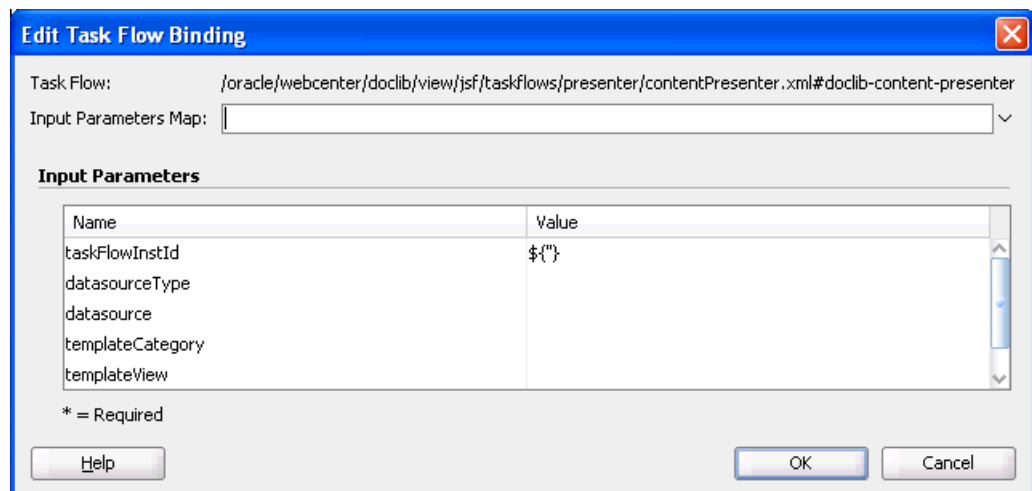 Edit Task Flow Binding
Task Flow: /oracle/webcenter/doclib/view/jsf/taskflows/presenter/contentPresenter.xml#doclib-content-presenter
Input Parameters Map:
Input Parameters
Name Value
taskFlowInstId ${''}
datasourceType
datasource
templateCategory
templateView
* = Required
Help OK Cancel